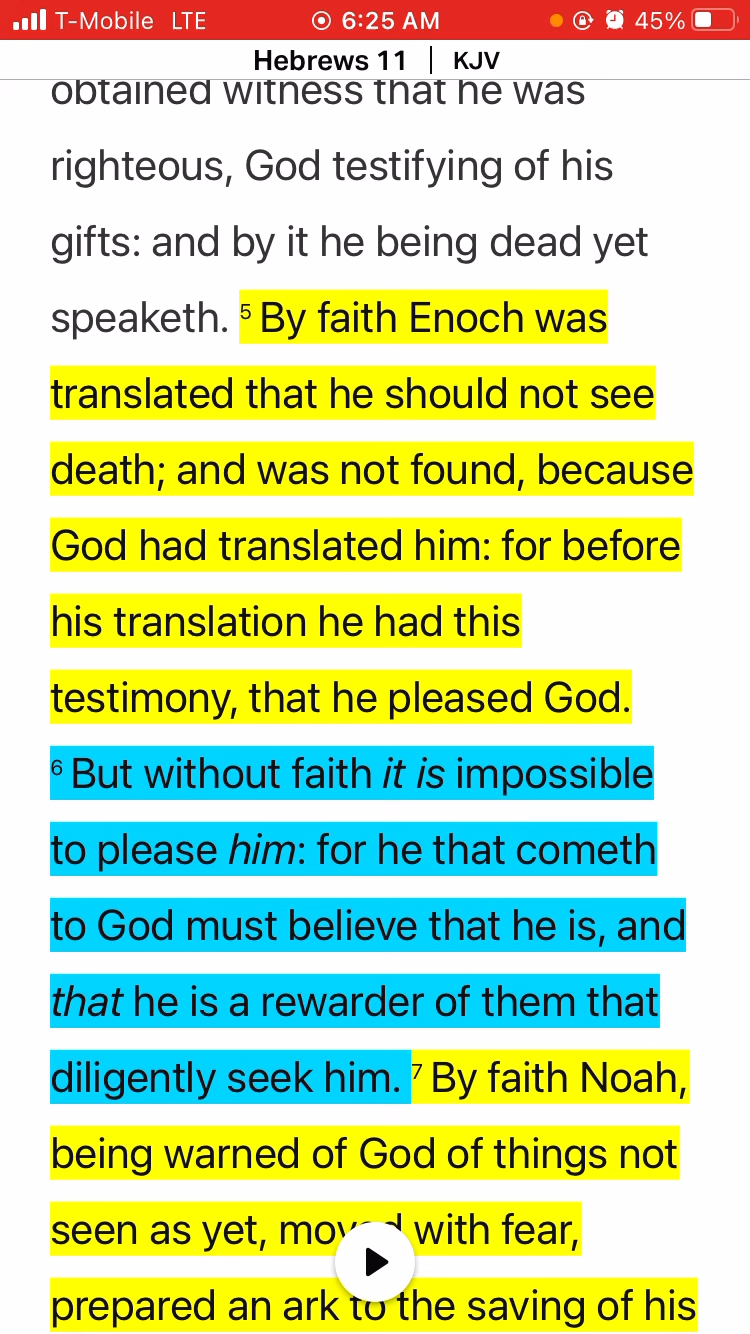 T-Mobile LTE 6:25 AM 45%
Hebrews 11 | KJV
obtained witness that he was
righteous, God testifying of his
gifts: and by it he being dead yet
speaketh. 5 By faith Enoch was
translated that he should not see
death; and was not found, because
God had translated him: for before
his translation he had this
testimony, that he pleased God.
6 But without faith it is impossible
to please him: for he that cometh
to God must believe that he is, and
that he is a rewarder of them that
diligently seek him. 7 By faith Noah,
being warned of God of things not
seen as yet, moved with fear,
prepared an ark to the saving of his